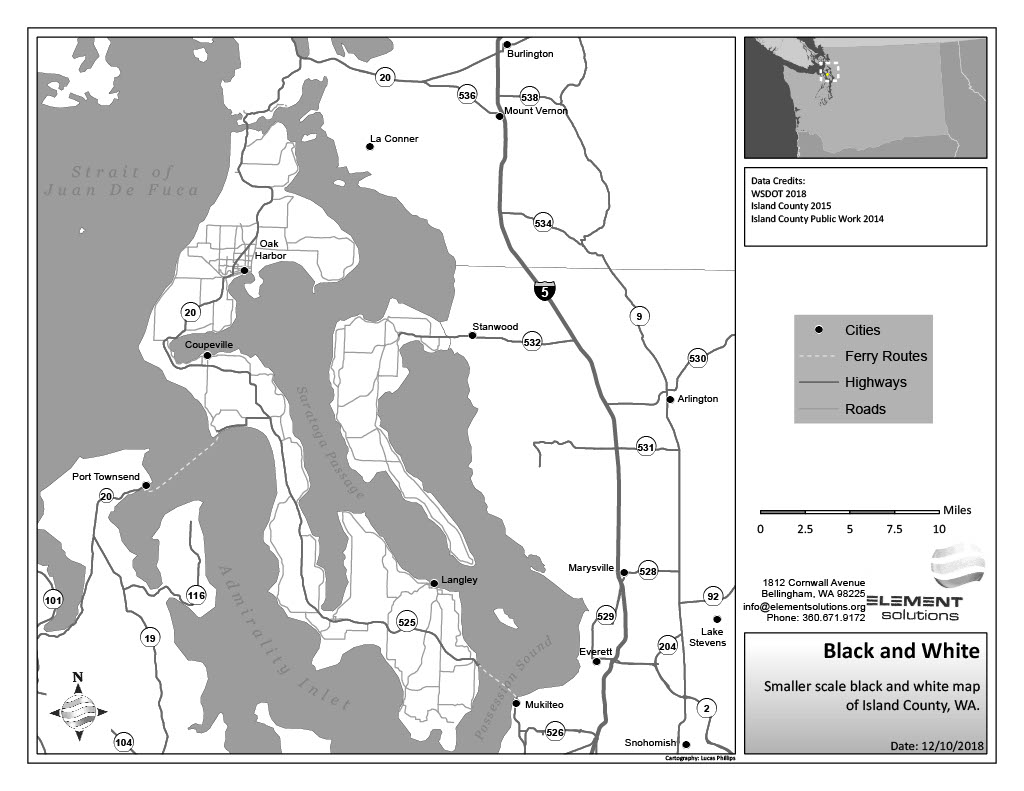 Burlington
20
536
538
Mount Vernon
La Conner
Strait of
Juan De Fuca
534
Oak
Harbor
5
20
9
Stanwood
532
Coupeville
530
Saratoga Passage
Arlington
531
Port Townsend
20
Marysville
528
Langley
101
116
92
529
525
Admirality Inlet
19
Lake
Stevens
204
Everett
Possession Sound
N
Mukilteo
2
526
104
Snohomish
Cartography: Lucas Phillips
Data Credits:
WSDOT 2018
Island County 2015
Island County Public Work 2014
Cities
Ferry Routes
Highways
Roads
Miles
0 2.5 5 7.5 10
1812 Cornwall Avenue
Bellingham, WA 98225
info@elementsolutions.org
Phone: 360.671.9172
ELEMENT
solutions
Black and White
Smaller scale black and white map
of Island County, WA.
Date: 12/10/2018